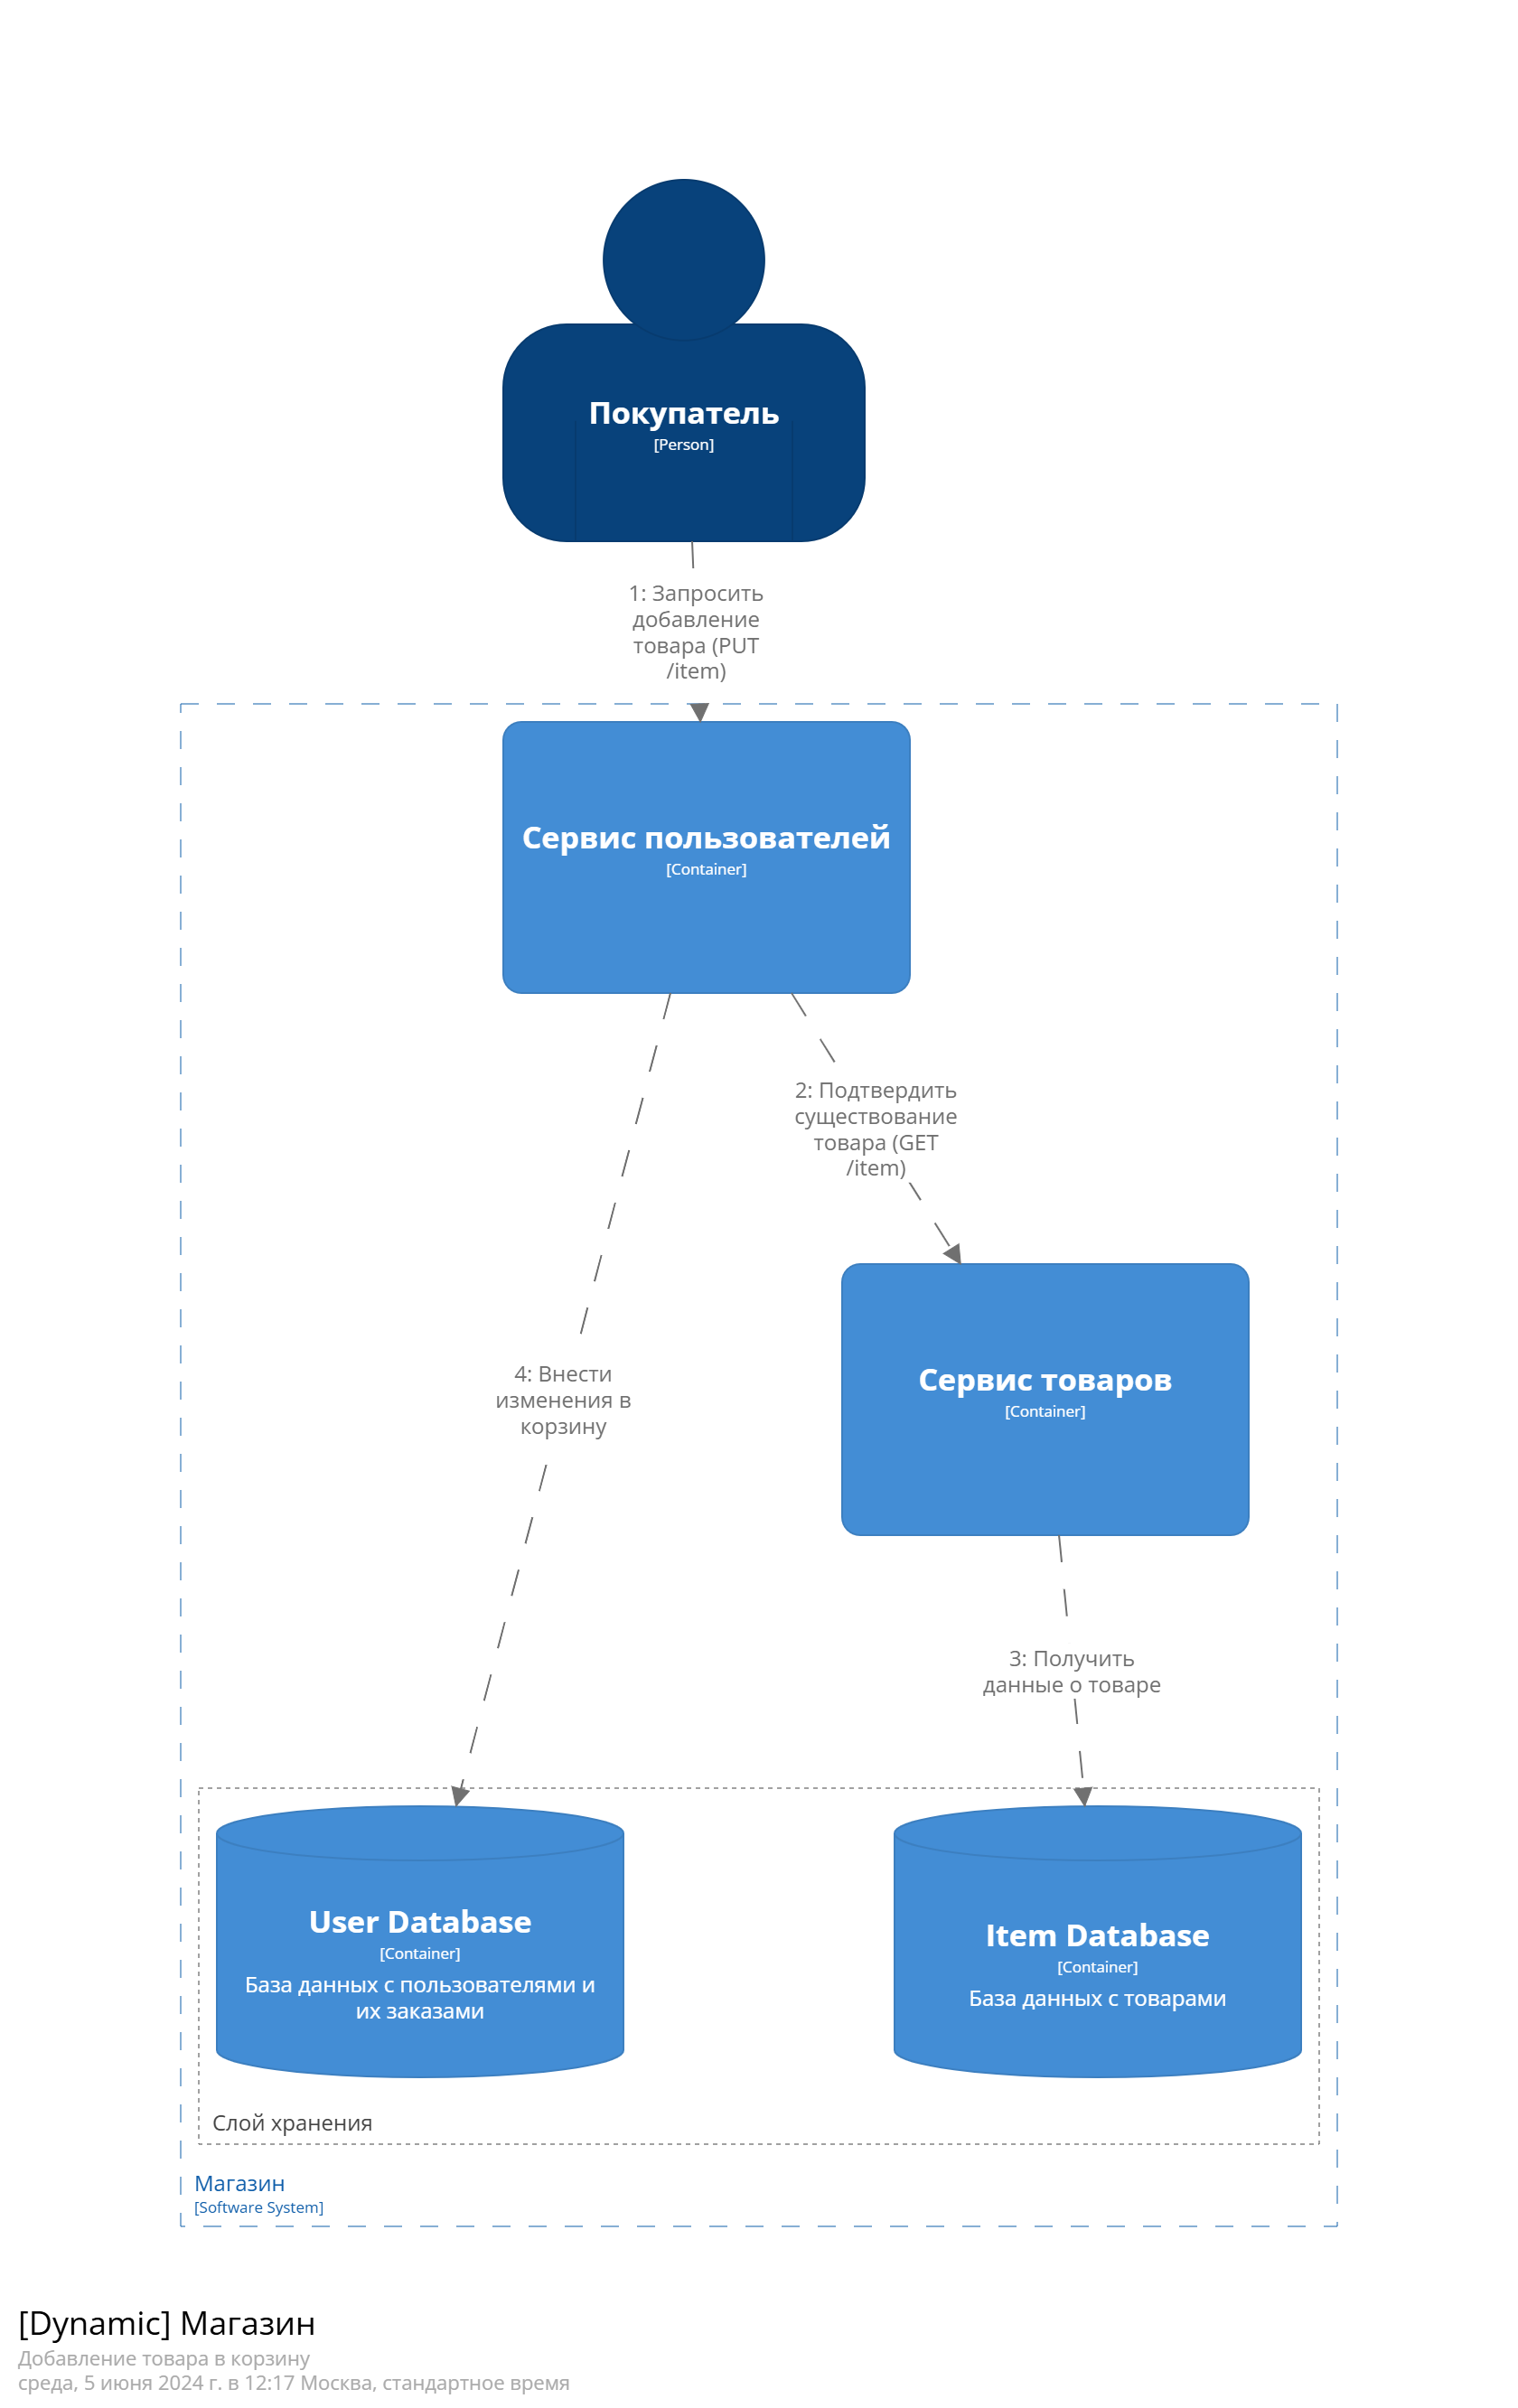 Покупатель
[Person]
1: Запросить
добавление
товара (PUT
/item)
Сервис пользователей
[Container]
2: Подтвердить
существование
товара (GET
/item)
Сервис товаров
[Container]
4: Внести
изменения в
корзину
3: Получить
данные о товаре
User Database
[Container]
База данных с пользователями и
их заказами
Item Database
[Container]
База данных с товарами
Слой хранения
Магазин
[Software System]
[Dynamic] Магазин
Добавление товара в корзину
среда, 5 июня 2024 г. в 12:17 Москва, стандартное время